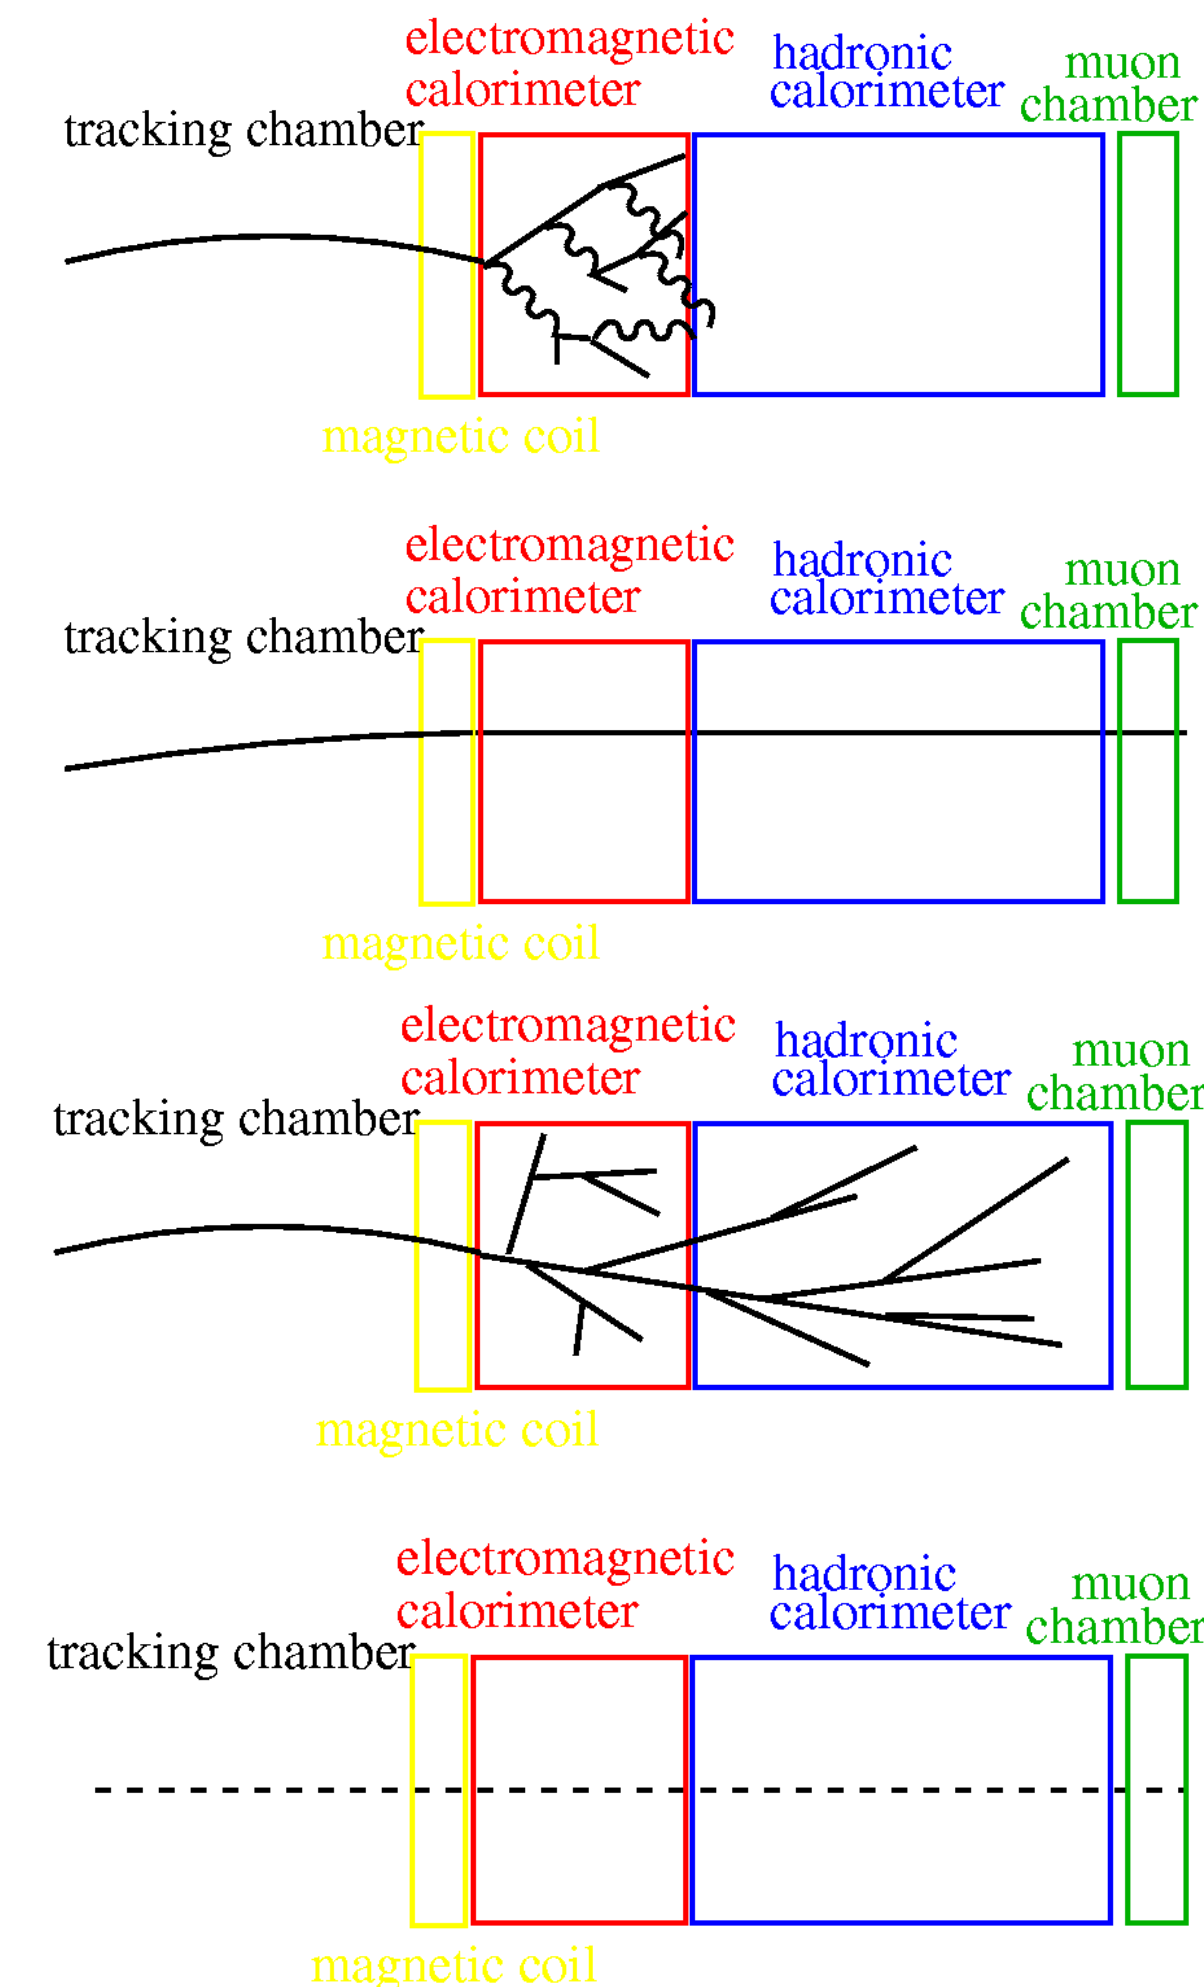 electromagnetic
calorimeter
hadronic
calorimeter
muon
chamber
tracking chamber
magnetic coil
electromagnetic
calorimeter
hadronic
calorimeter
muon
chamber
tracking chamber
magnetic coil
electromagnetic
calorimeter
hadronic
calorimeter
muon
chamber
tracking chamber
magnetic coil
electromagnetic
calorimeter
hadronic
calorimeter
muon
chamber
tracking chamber
magnetic coil